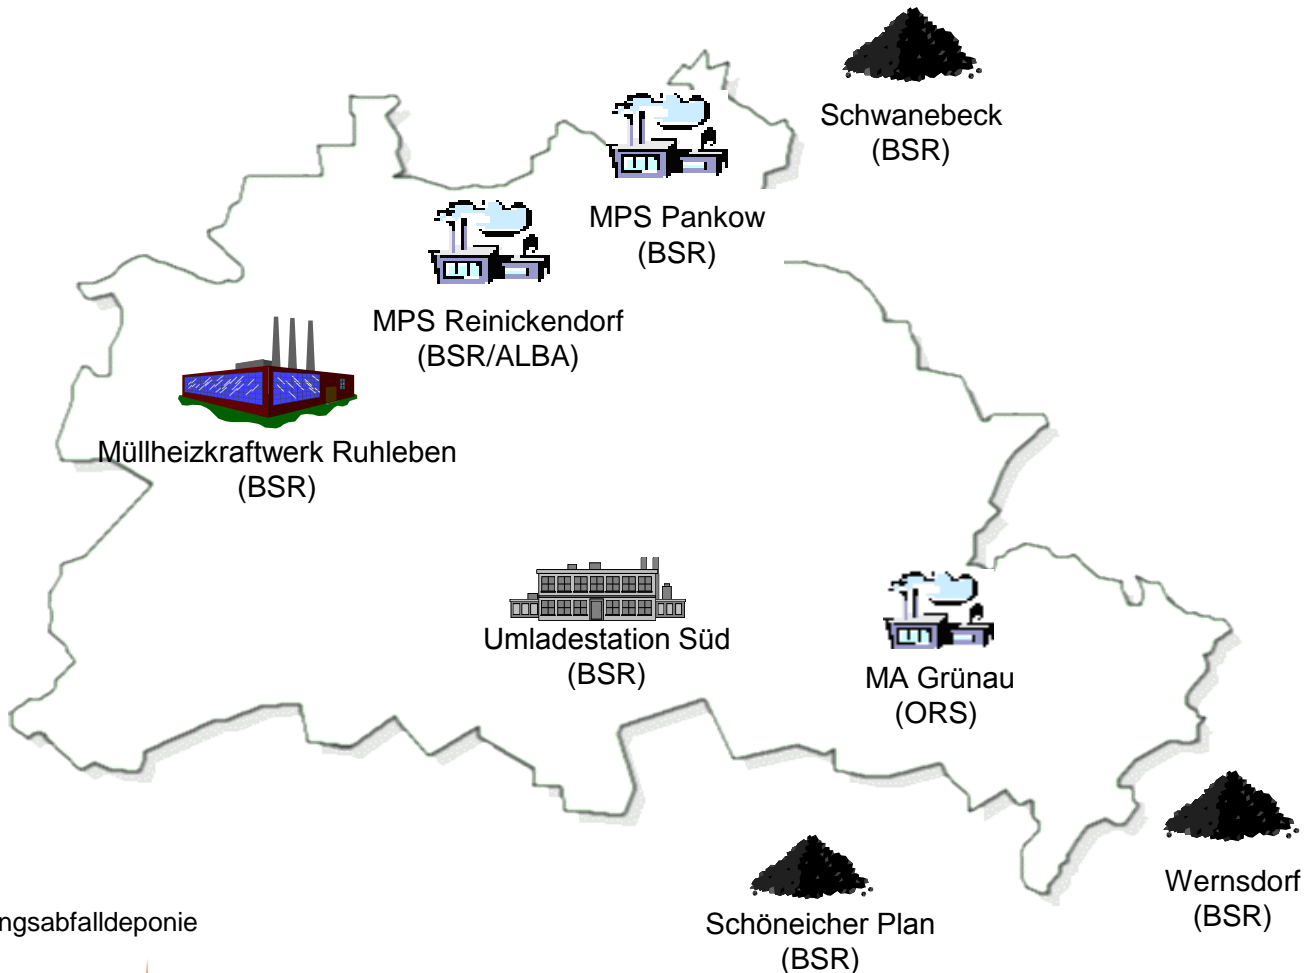 Schwanebeck
(BSR)
MPS Pankow
(BSR)
MPS Reinickendorf
(BSR/ALBA)
Müllheizkraftwerk Ruhleben
(BSR)
Umladestation Süd
(BSR)
MA Grünau
(ORS)
Wernsdorf
(BSR)
Schöneicher Plan
(BSR)
ngsabfalldeponie